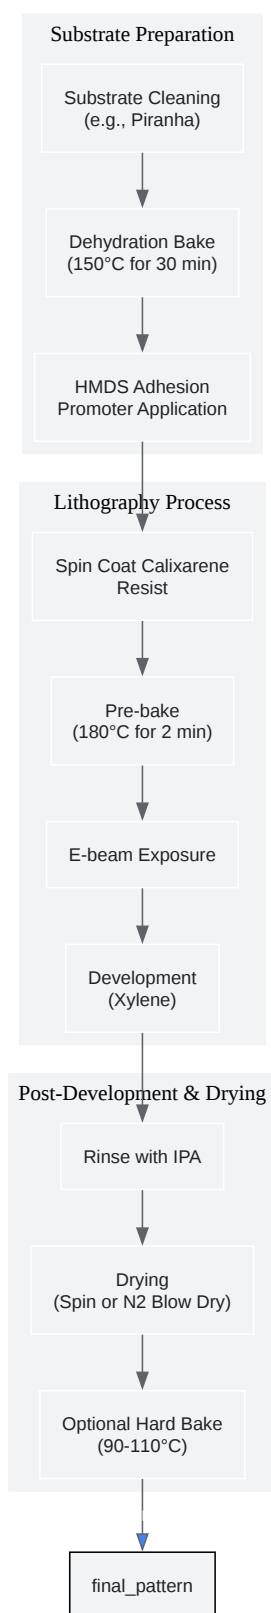 Substrate Preparation
Substrate Cleaning
(e.g., Piranha)
Dehydration Bake
(150°C for 30 min)
HMDS Adhesion
Promoter Application
Lithography Process
Spin Coat Calixarene
Resist
Pre-bake
(180°C for 2 min)
E-beam Exposure
Development
(Xylene)
Post-Development & Drying
Rinse with IPA
Drying
(Spin or N2 Blow Dry)
Optional Hard Bake
(90-110°C)
final_pattern